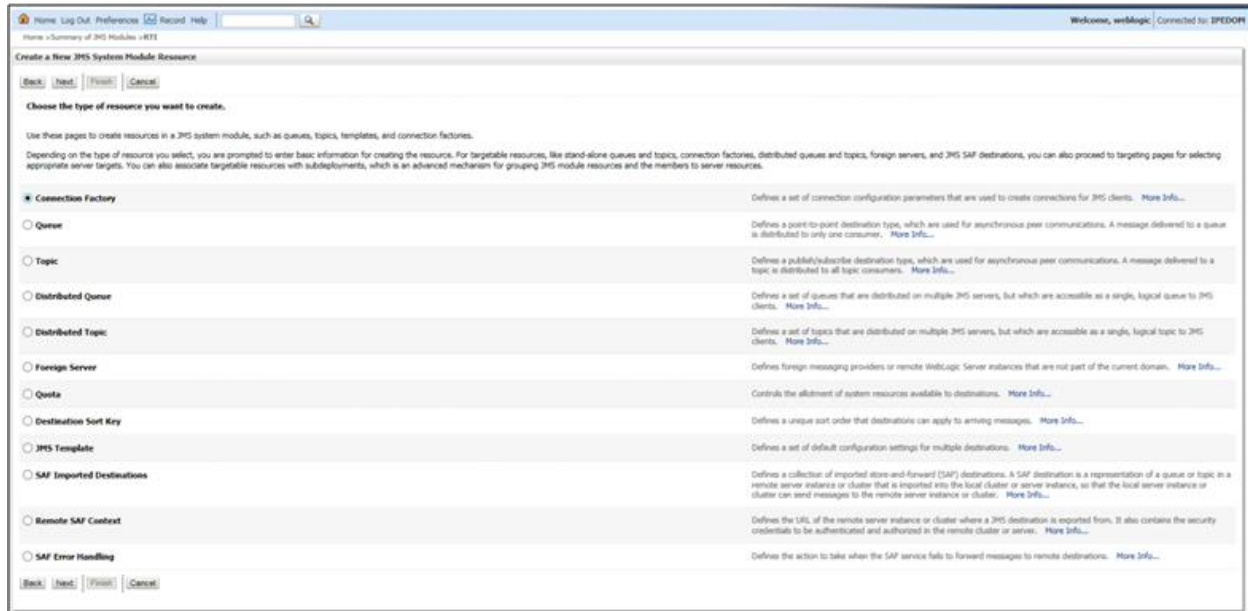 Home Log Out Preferences Record Help
Welcome, weblogic Connected to: IPEDOM
Home >Summary of JMS Modules >RTI
Create a New JMS System Module Resource
Back Next Finish Cancel
Choose the type of resource you want to create.
Use these pages to create resources in a JMS system module, such as queues, topics, templates, and connection factories.
Depending on the type of resource you select, you are prompted to enter basic information for creating the resource. For targetable resources, like stand-alone queues and topics, connection factories, distributed queues and topics, foreign servers, and JMS SAF destinations, you can also proceed to targeting pages for selecting
appropriate server targets. You can also associate targetable resources with subdeployments, which is an advanced mechanism for grouping JMS module resources and the members to server resources.
Connection Factory
Defines a set of connection configuration parameters that are used to create connections for JMS clients. More Info...
Queue
Defines a point-to-point destination type, which are used for asynchronous peer communications. A message delivered to a queue
is distributed to only one consumer. More Info...
Topic
Defines a publish/subscribe destination type, which are used for asynchronous peer communications. A message delivered to a
topic is distributed to all topic consumers. More Info...
Distributed Queue
Defines a set of queues that are distributed on multiple JMS servers, but which are accessible as a single, logical queue to JMS
clients. More Info...
Distributed Topic
Defines a set of topics that are distributed on multiple JMS servers, but which are accessible as a single, logical topic to JMS
clients. More Info...
Foreign Server
Defines foreign messaging providers or remote WebLogic Server instances that are not part of the current domain. More Info...
Quota
Controls the allotment of system resources available to destinations. More Info...
Destination Sort Key
Defines a unique sort order that destinations can apply to arriving messages. More Info...
JMS Template
Defines a set of default configuration settings for multiple destinations. More Info...
SAF Imported Destinations
Defines a collection of imported store-and-forward (SAF) destinations. A SAF destination is a representation of a queue or topic in a
remote server instance or cluster that is imported into the local cluster or server instance, so that the local server instance or
cluster can send messages to the remote server instance or cluster. More Info...
Remote SAF Context
Defines the URL of the remote server instance or cluster where a JMS destination is exported from. It also contains the security
credentials to be authenticated and authorized in the remote cluster or server. More Info...
SAF Error Handling
Defines the action to take when the SAF service fails to forward messages to remote destinations. More Info...
Back Next Finish Cancel